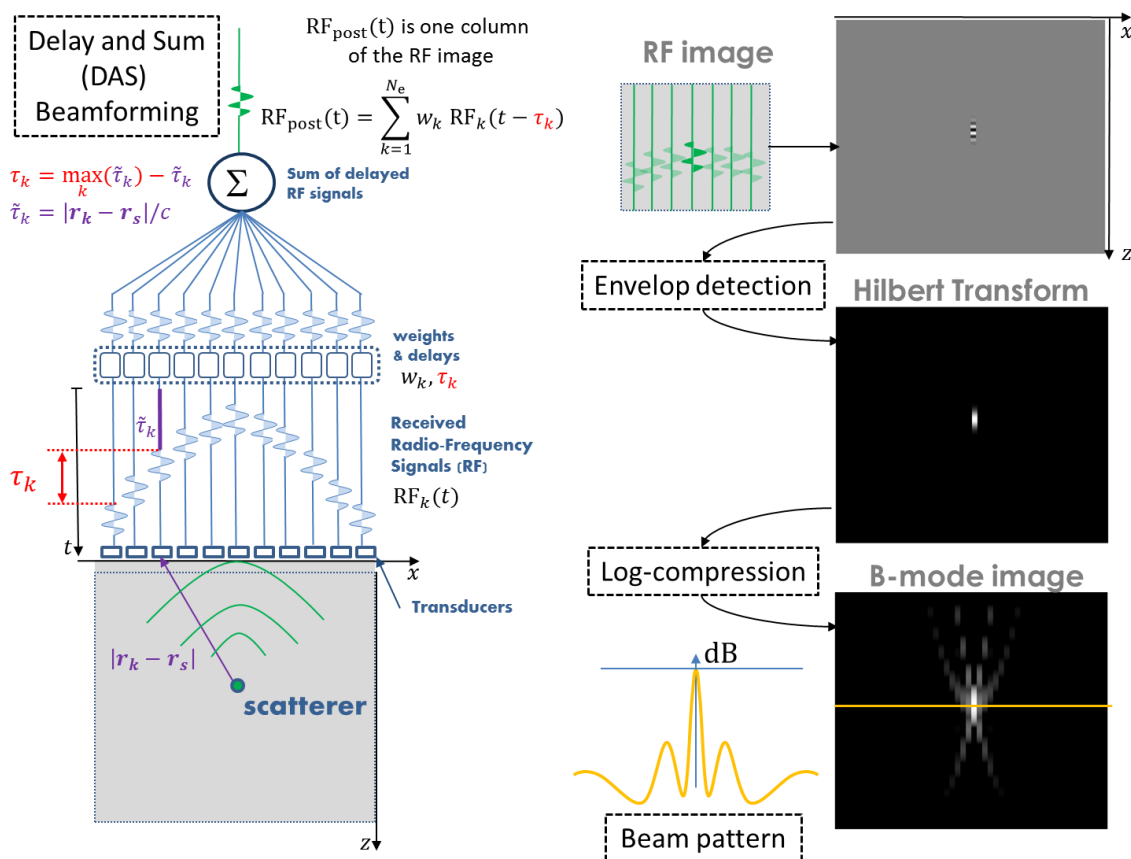 Delay and Sum
(DAS)
Beamforming
RF_post(t) is one column
of the RF image
RF_post(t) = ∑_{k=1}^{N_e} w_k RF_k(t − τ_k)
τ_k = max_k(τ̃_k) − τ̃_k
τ̃_k = |r_k − r_s|/c
Σ
Sum of delayed
RF signals
weights
& delays
w_k, τ_k
τ̃_k
τ_k
Received
Radio-Frequency
Signals (RF)
RF_k(t)
t
x
Transducers
|r_k − r_s|
scatterer
z
RF image
x
z
Envelop detection
Hilbert Transform
Log-compression
B-mode image
dB
Beam pattern